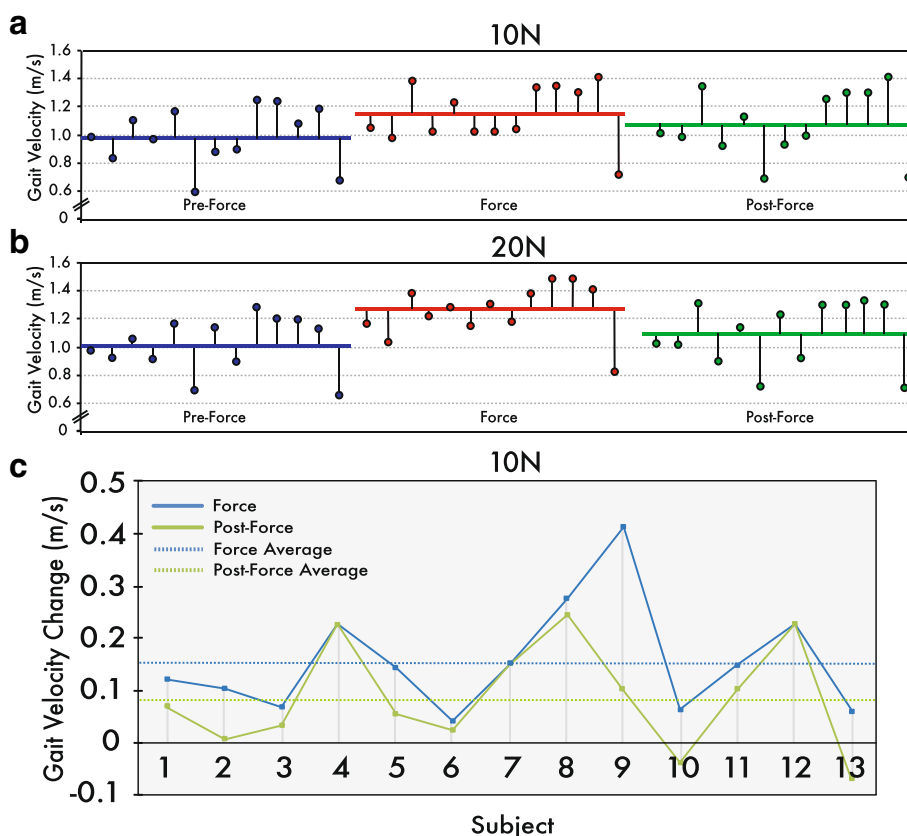 a
10N
Gait Velocity (m/s)
1.6
1.4
1.2
1.0
0.8
0.6
0
Pre-Force
Force
Post-Force
b
20N
Gait Velocity (m/s)
1.6
1.4
1.2
1.0
0.8
0.6
0
Pre-Force
Force
Post-Force
c
10N
Gait Velocity Change (m/s)
0.5
0.4
0.3
0.2
0.1
0
-0.1
Force
Post-Force
Force Average
Post-Force Average
1 2 3 4 5 6 7 8 9 10 11 12 13
Subject